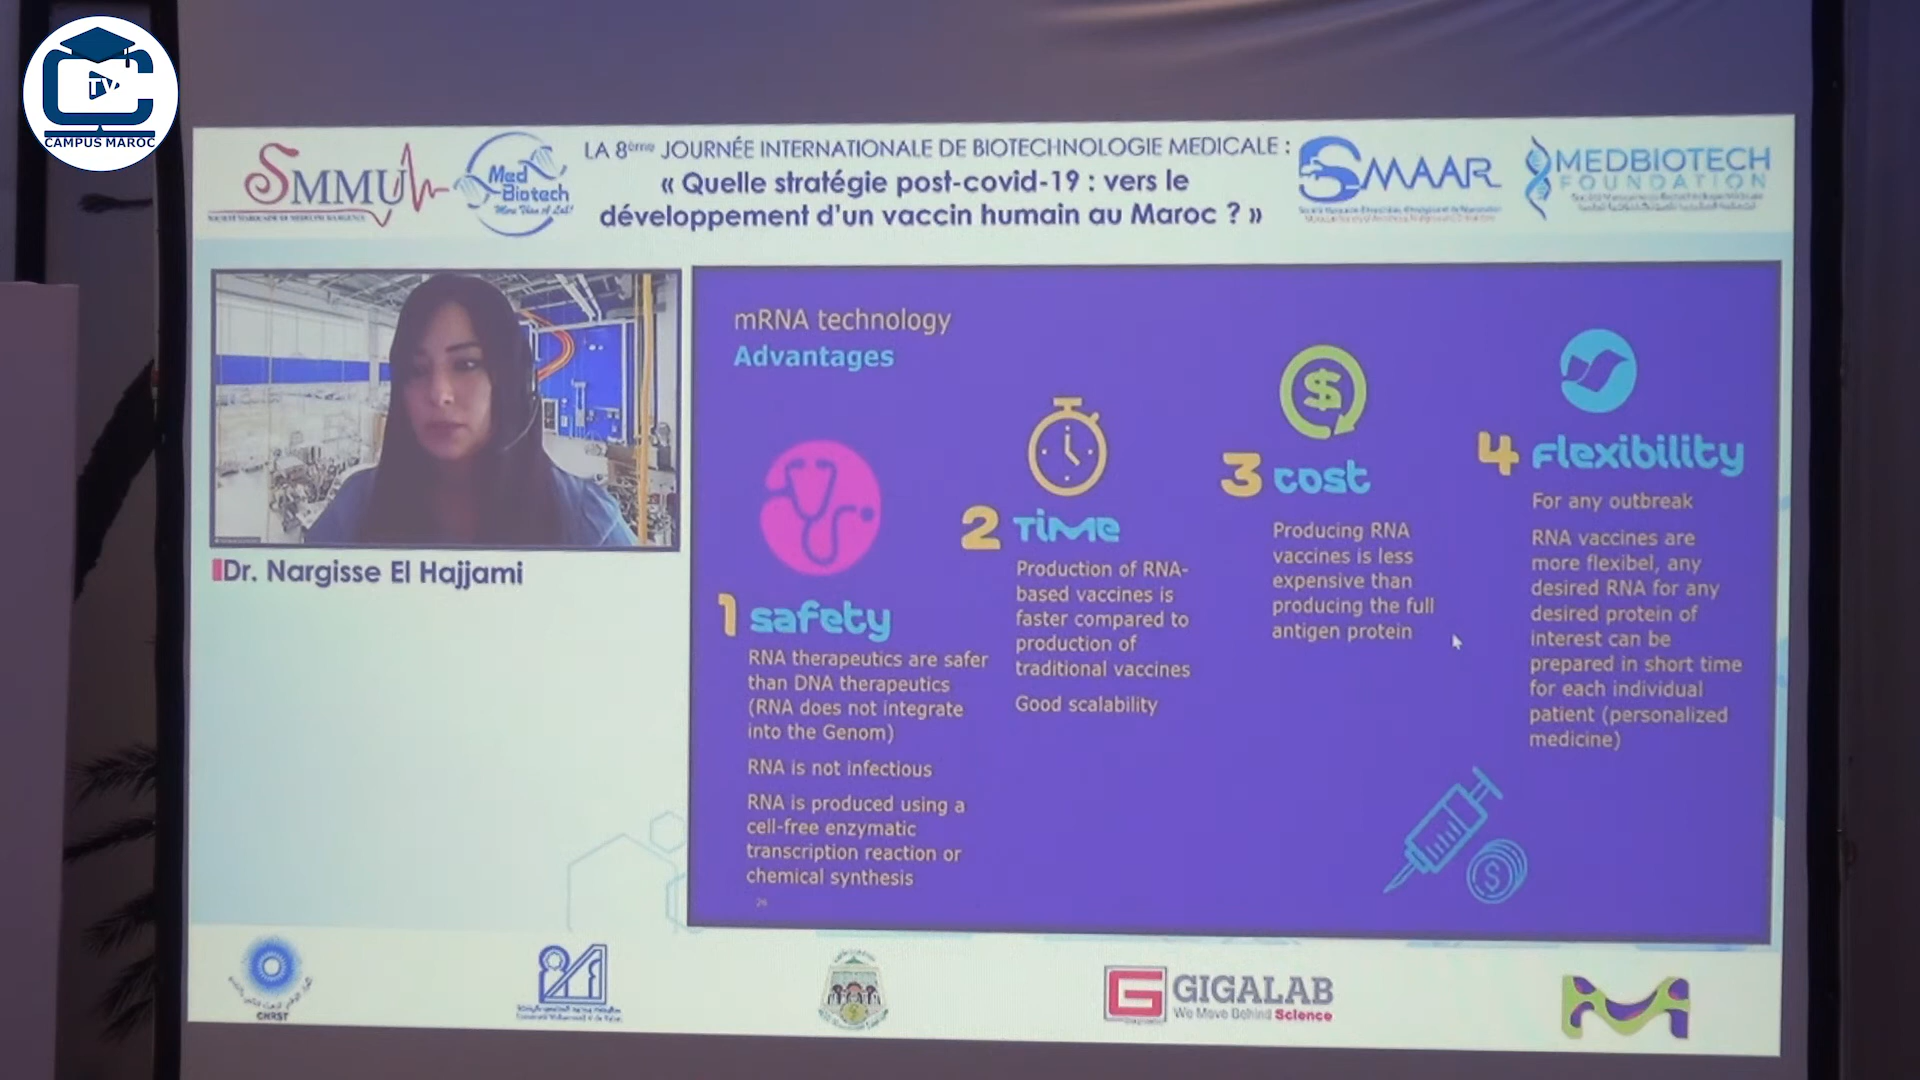 TV
CAMPUS MAROC
SMMU
Med
Biotech
More Than A Lab!
LA 8ème JOURNÉE INTERNATIONALE DE BIOTECHNOLOGIE MEDICALE :
« Quelle stratégie post-covid-19 : vers le
développement d'un vaccin humain au Maroc ? »
SMAAR
MEDBIOTECH
FOUNDATION
Dr. Nargisse El Hajjami
mRNA technology
Advantages
1 safety
RNA therapeutics are safer
than DNA therapeutics
(RNA does not integrate
into the Genom)
RNA is not infectious
RNA is produced using a
cell-free enzymatic
transcription reaction or
chemical synthesis
26
2 TiME
Production of RNA-
based vaccines is
faster compared to
production of
traditional vaccines
Good scalability
3 cost
Producing RNA
vaccines is less
expensive than
producing the full
antigen protein
4 flexibility
For any outbreak
RNA vaccines are
more flexibel, any
desired RNA for any
desired protein of
interest can be
prepared in short time
for each individual
patient (personalized
medicine)
CNRST
G GIGALAB
We Move Behind Science